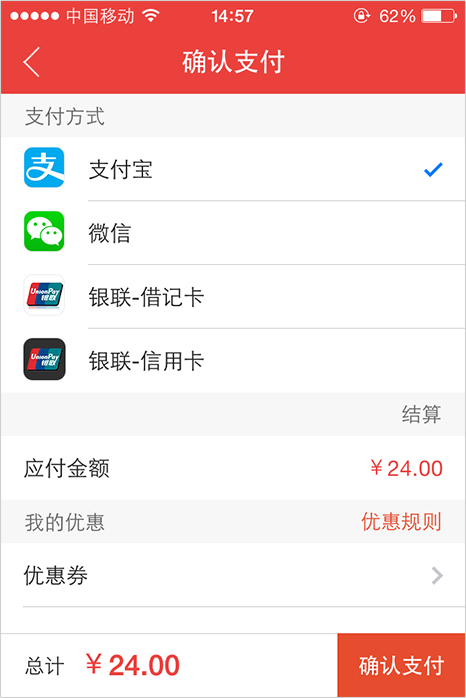 中国移动 14:57 62%
确认支付
支付方式
支 支付宝
微信
UnionPay 银联 银联-借记卡
UnionPay 银联 银联-信用卡
结算
应付金额 ¥24.00
我的优惠 优惠规则
优惠券
总计 ¥24.00 确认支付